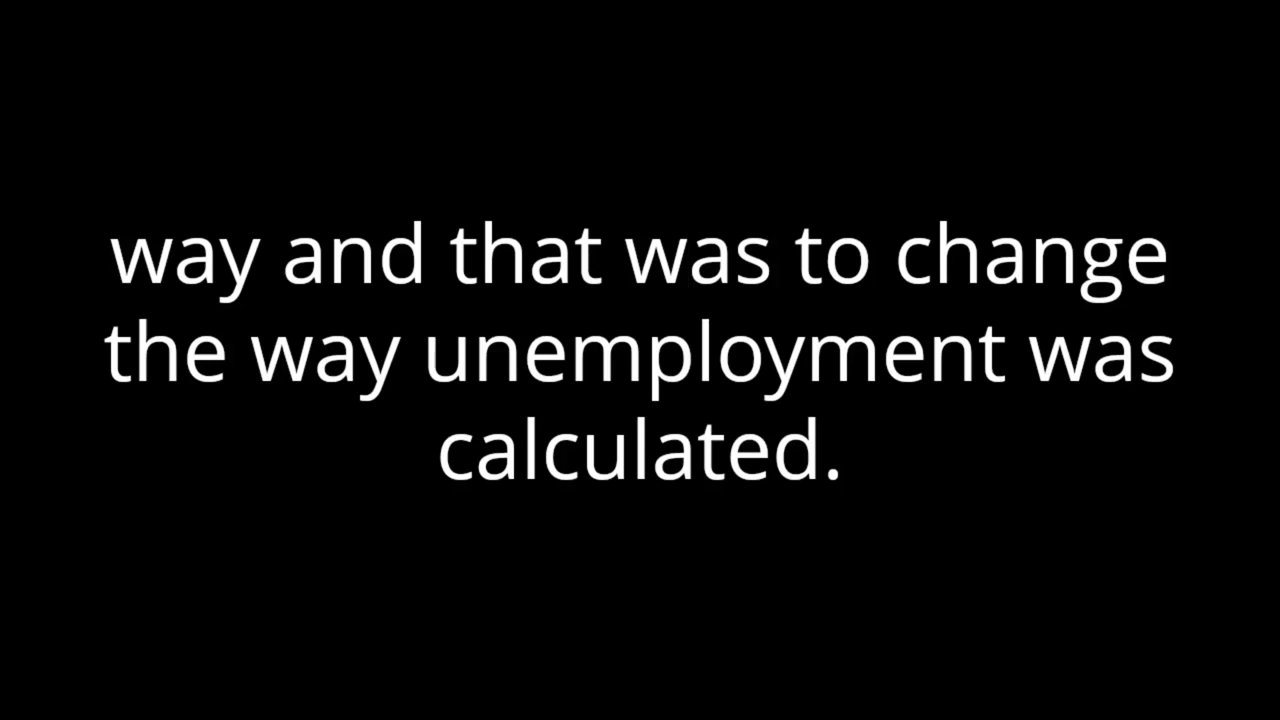 way and that was to change
the way unemployment was
calculated.